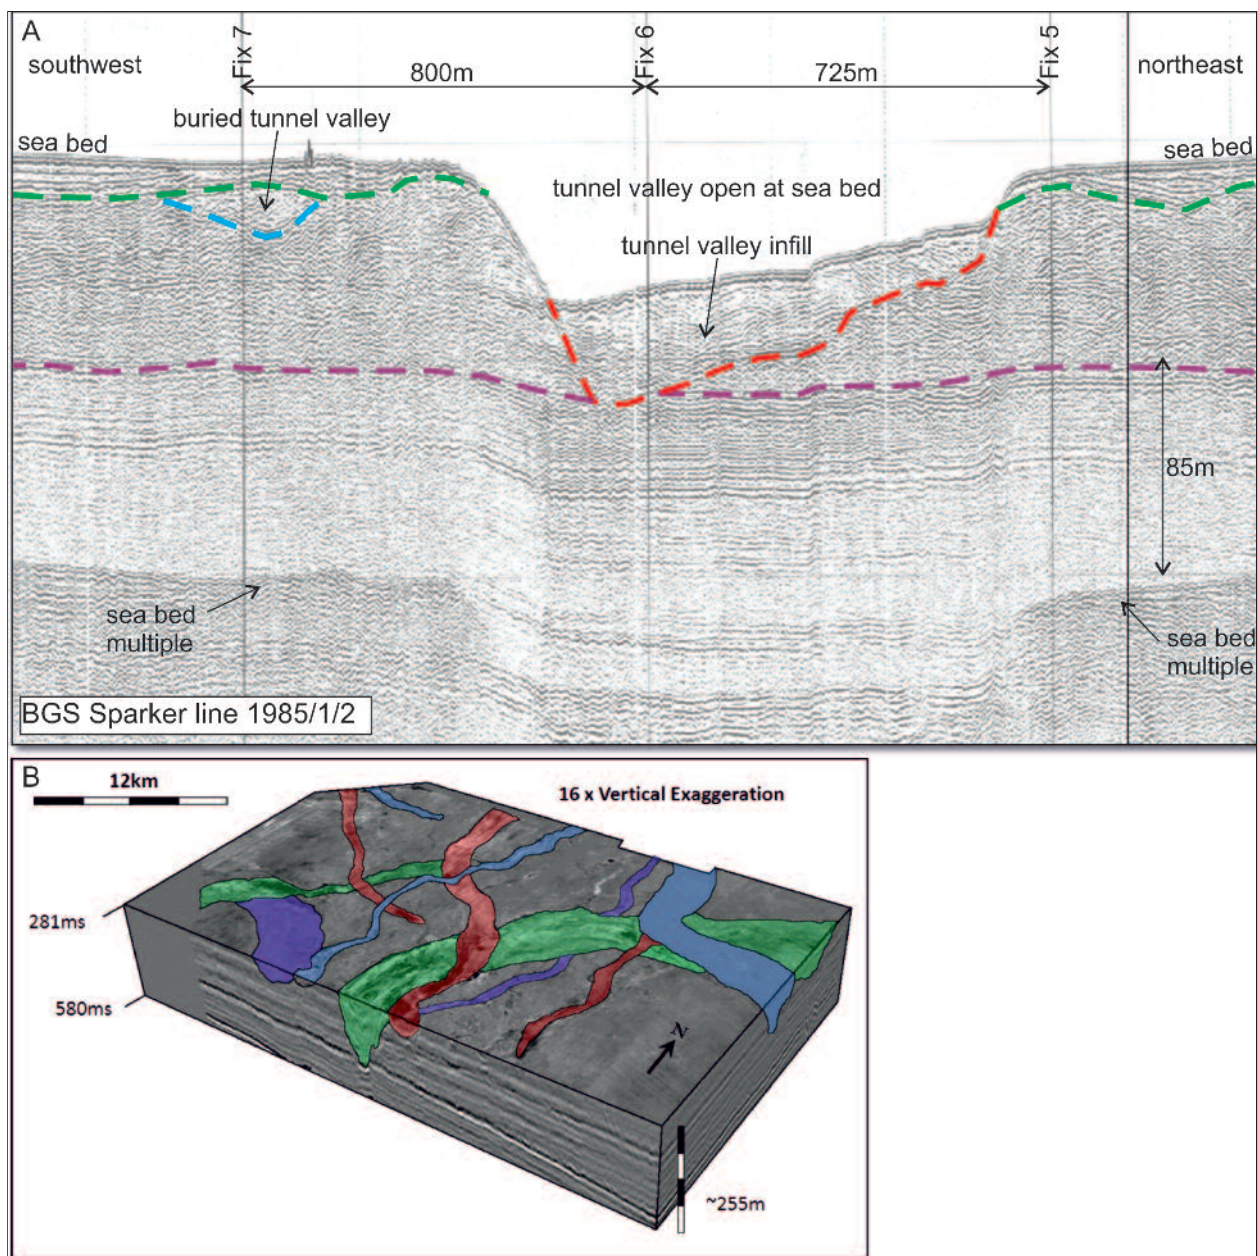 A
southwest
Fix 7
800m
Fix 6
725m
Fix 5
northeast
buried tunnel valley
sea bed
sea bed
tunnel valley open at sea bed
tunnel valley infill
85m
sea bed
multiple
sea bed
multiple
BGS Sparker line 1985/1/2
B
12km
16 x Vertical Exaggeration
281ms
580ms
N
~255m